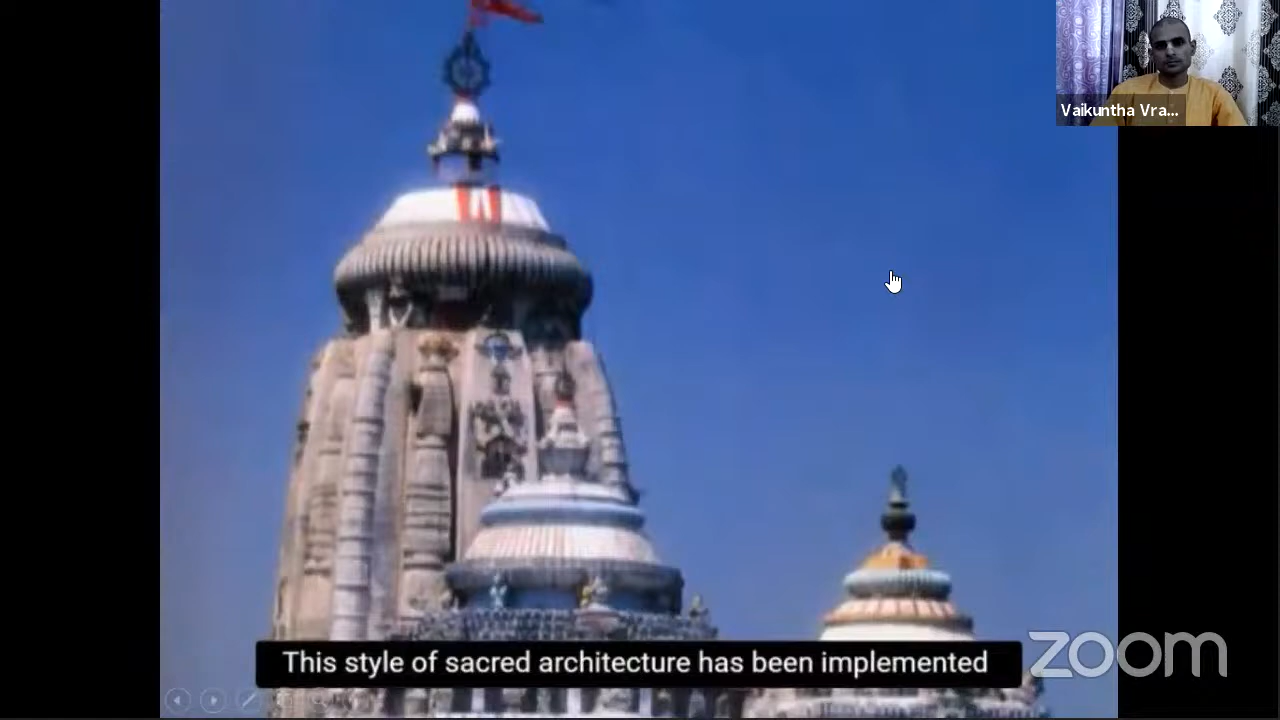 Vaikuntha Vra...
This style of sacred architecture has been implemented
zoom